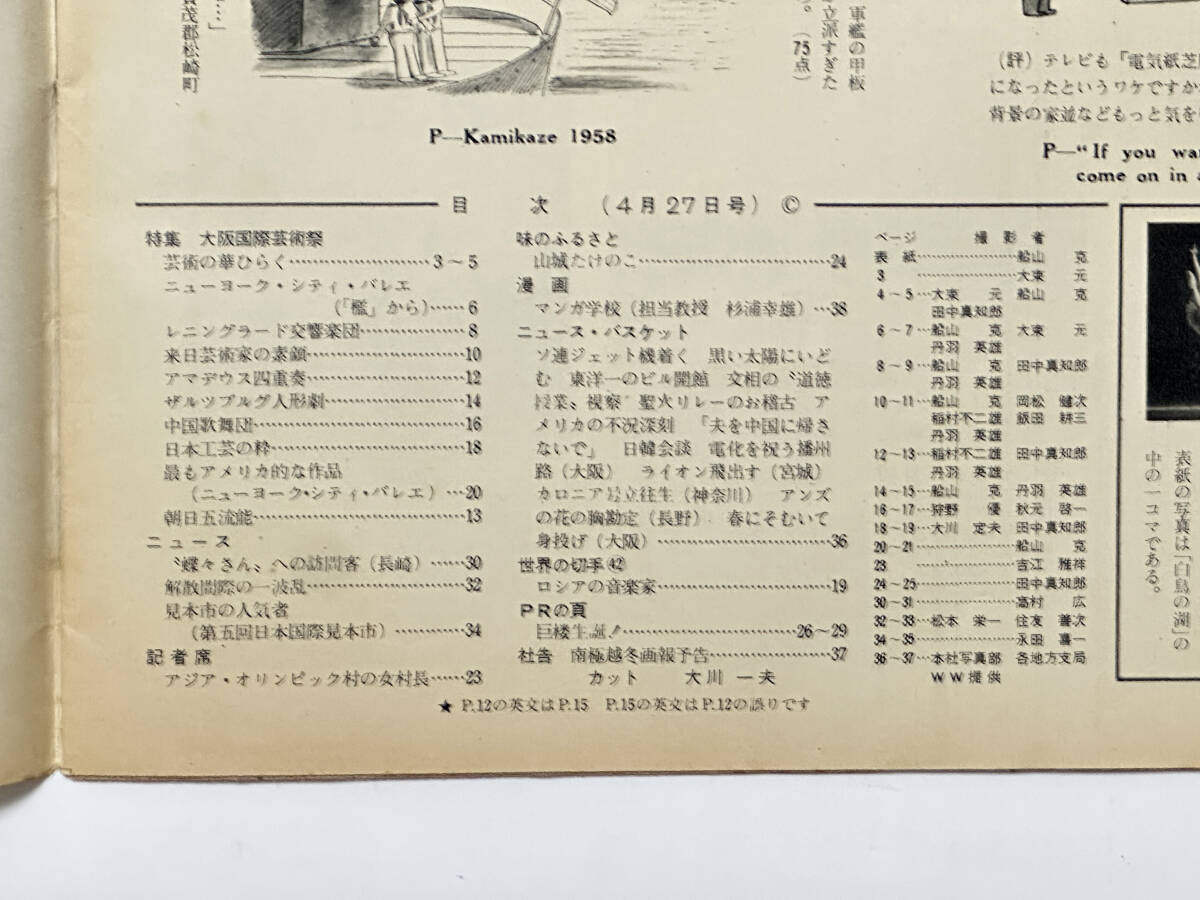 賀茂郡松崎町
軍艦の甲板
立派すぎた
。(75点)
P—Kamikaze 1958
(評) テレビも『電気紙芝
になったというワケですか
背景の家並などもっと気を
P—“If you wa
come on in a
目次 (4月27日号) ©
特集 大阪国際芸術祭
芸術の華ひらく……3～5
ニューヨーク・シティ・バレエ
(「檻」から)……6
レニングラード交響楽団……8
来日芸術家の素顔……10
アマデウス四重奏……12
ザルツブルグ人形劇……14
中国歌舞団……16
日本工芸の粋……18
最もアメリカ的な作品
(ニューヨーク・シティ・バレエ)…20
朝日五流能……13
ニュース
〝蝶々さん〟への訪問客(長崎)……30
解散間際の一波乱……32
見本市の人気者
(第五回日本国際見本市)……34
記者席
アジア・オリンピック村の女村長……23
味のふるさと
山城たけのこ……24
漫画
マンガ学校(担当教授 杉浦幸雄)…38
ニュース・バスケット
ソ連ジェット機着く 黒い太陽にいど
む 東洋一のビル開館 文相の〝道徳
授業〟視察 聖火リレーのお稽古 ア
メリカの不況深刻 「夫を中国に帰さ
ないで」 日韓会談 電化を祝う播州
路(大阪) ライオン飛出す(宮城)
カロニア号立往生(神奈川) アンズ
の花の胸勘定(長野) 春にそむいて
身投げ(大阪)……36
世界の切手㊷
ロシアの音楽家……19
PRの頁
巨楼生誕!……26～29
社告 南極越冬画報予告……37
カット 大川一夫
ページ 撮影者
表紙……船山 克
3……大束 元
4～5…大束 元 船山 克
田中真知郎
6～7…船山 克 大束 元
丹羽 英雄
8～9…船山 克 田中真知郎
丹羽 英雄
10～11…船山 克 岡松 健次
稲村不二雄 飯田 耕三
丹羽 英雄
12～13…稲村不二雄 田中真知郎
丹羽 英雄
14～15…船山 克 丹羽 英雄
16～17…狩野 優 秋元 啓一
18～19…大川 定夫 田中真知郎
20～21……船山 克
23……吉江 雅祥
24～25……田中真知郎
30～31……高村 広
32～33…松本 栄一 住友 善次
34～35……永田 喜一
36～37…本社写真部 各地方支局
WW提供
★ P.12の英文はP.15 P.15の英文はP.12の誤りです
表紙の写真は「白鳥の湖」の
中の一コマである。